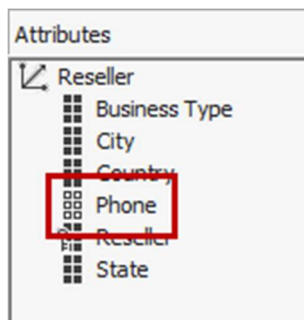 Attributes
Reseller
Business Type
City
Country
Phone
Reseller
State